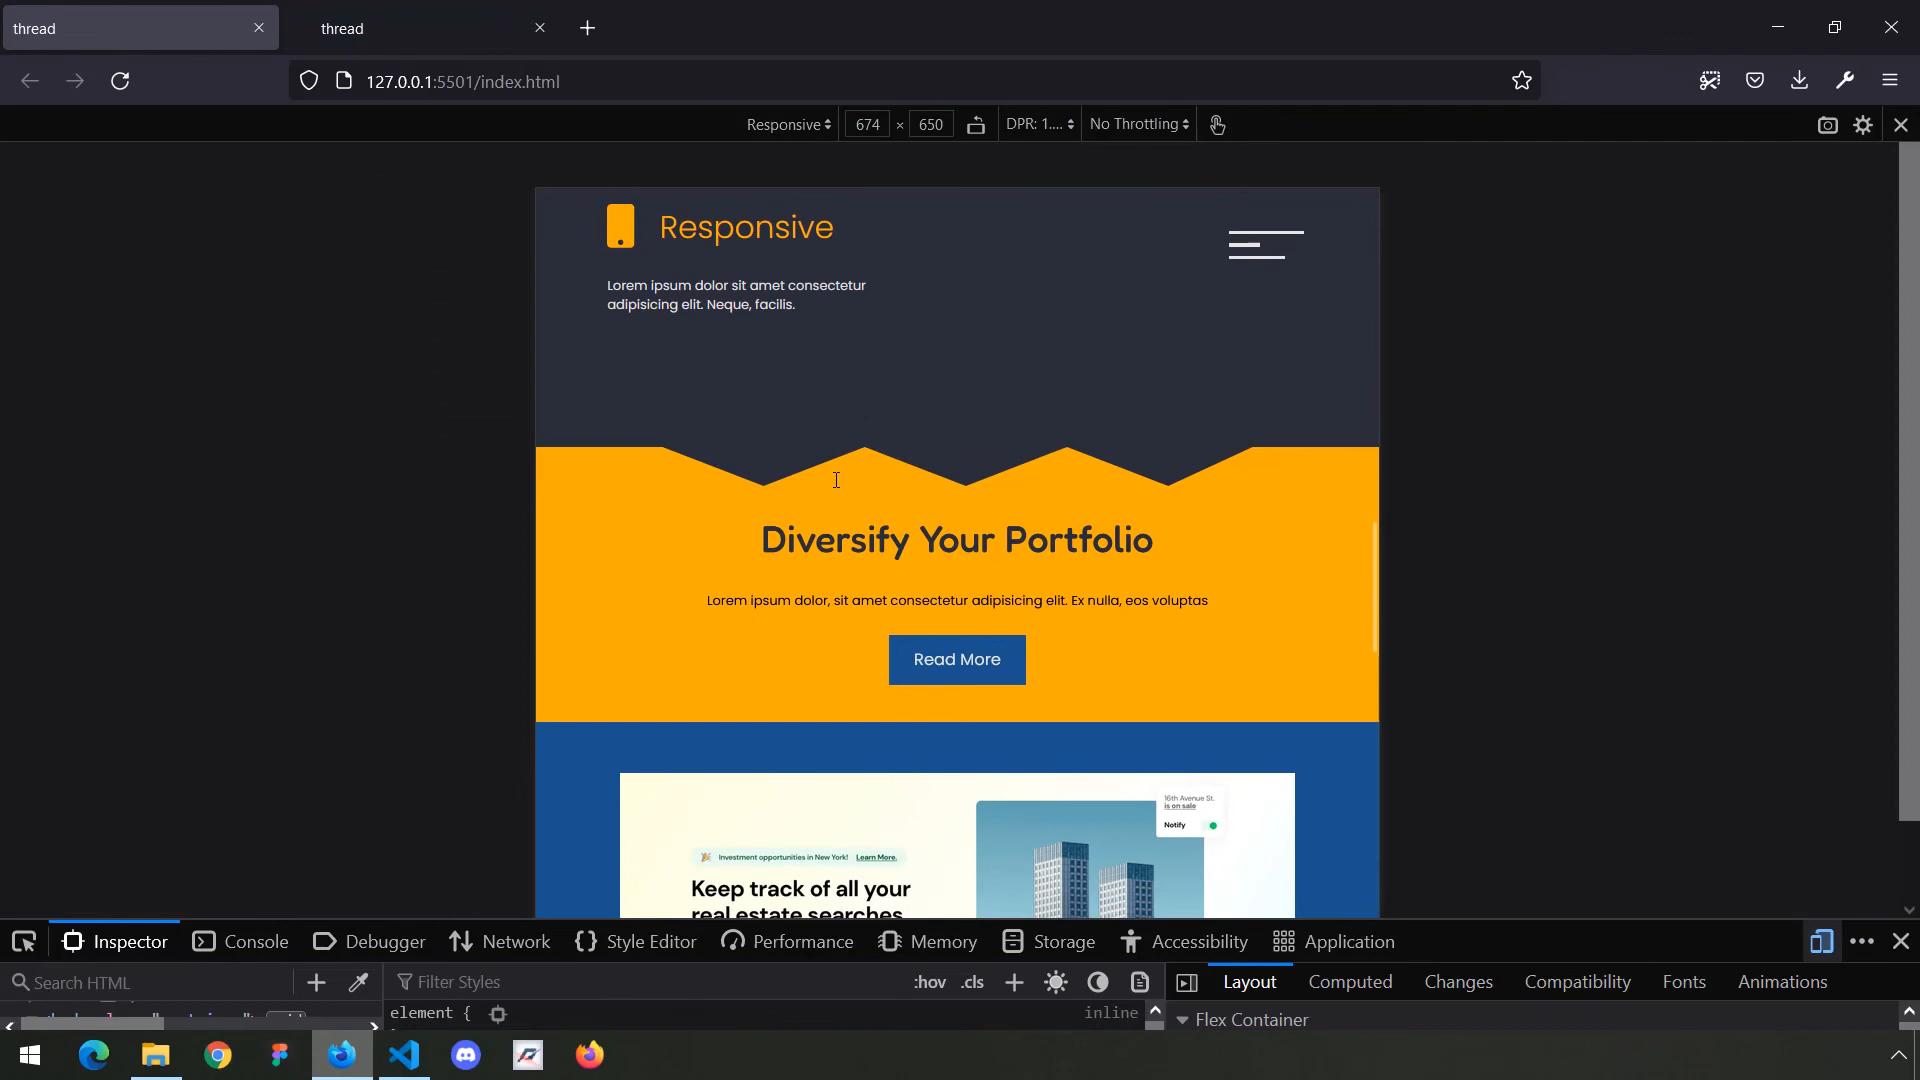 thread
thread
127.0.0.1:5501/index.html
Responsive
674 × 650
DPR: 1....
No Throttling
Responsive
Lorem ipsum dolor sit amet consectetur
adipisicing elit. Neque, facilis.
Diversify Your Portfolio
Lorem ipsum dolor, sit amet consectetur adipisicing elit. Ex nulla, eos voluptas
Read More
16th Avenue St.
is on sale
Notify
Investment opportunities in New York! Learn More.
Keep track of all your
real estate searches
Inspector
Console
Debugger
Network
Style Editor
Performance
Memory
Storage
Accessibility
Application
Search HTML
Filter Styles
:hov
.cls
Layout
Computed
Changes
Compatibility
Fonts
Animations
element {
inline
Flex Container